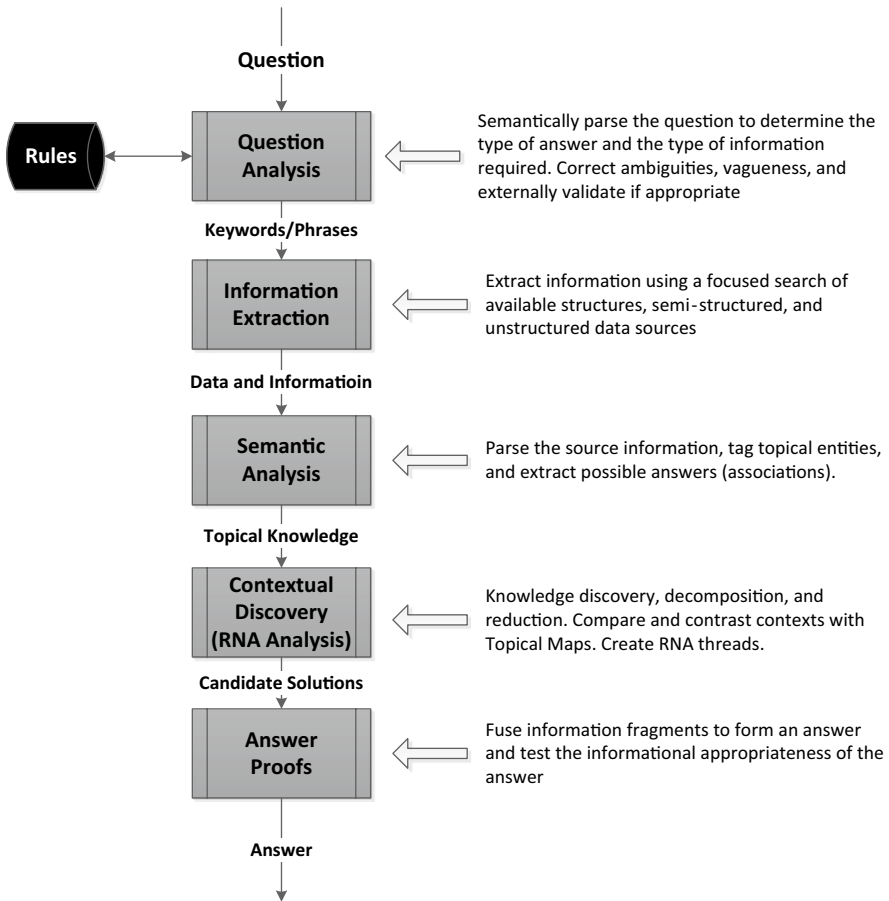 Question
Rules
Question
Analysis
Semantically parse the question to determine the
type of answer and the type of information
required. Correct ambiguities, vagueness, and
externally validate if appropriate
Keywords/Phrases
Information
Extraction
Extract information using a focused search of
available structures, semi-structured, and
unstructured data sources
Data and Informatioin
Semantic
Analysis
Parse the source information, tag topical entities,
and extract possible answers (associations).
Topical Knowledge
Contextual
Discovery
(RNA Analysis)
Knowledge discovery, decomposition, and
reduction. Compare and contrast contexts with
Topical Maps. Create RNA threads.
Candidate Solutions
Answer
Proofs
Fuse information fragments to form an answer
and test the informational appropriateness of the
answer
Answer